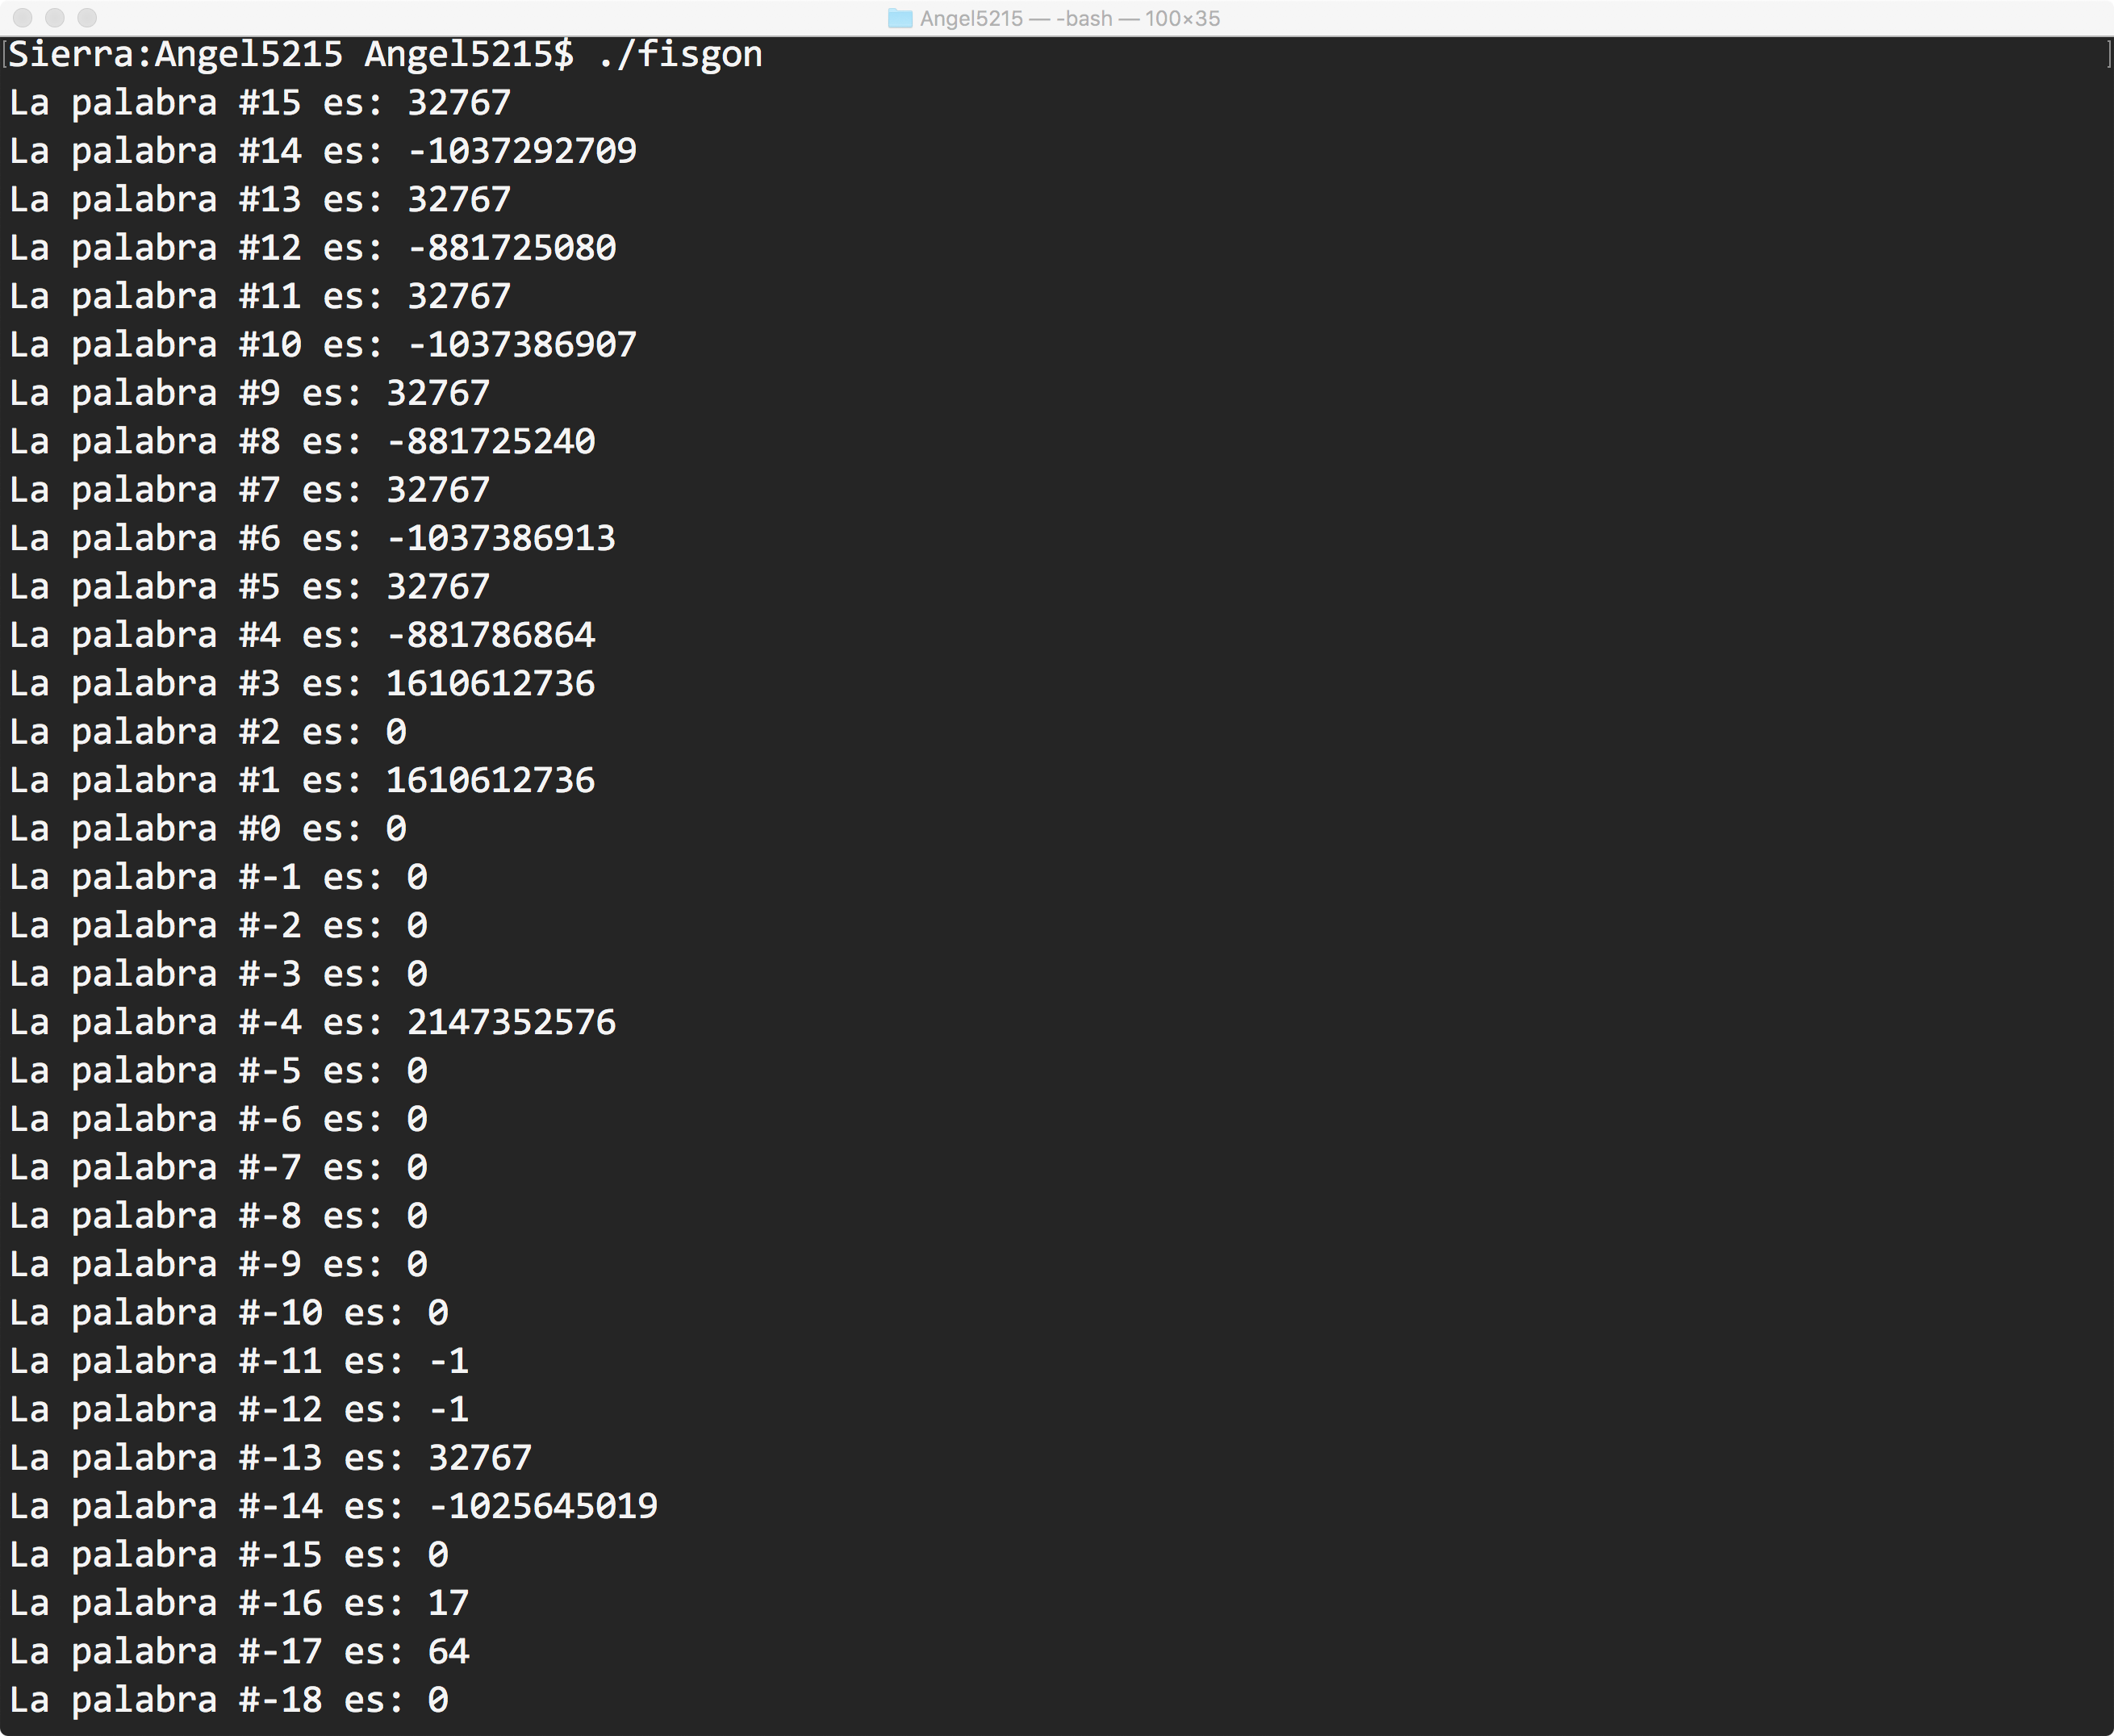 Angel5215 — -bash — 100×35
Sierra:Angel5215 Angel5215$ ./fisgon
La palabra #15 es: 32767
La palabra #14 es: -1037292709
La palabra #13 es: 32767
La palabra #12 es: -881725080
La palabra #11 es: 32767
La palabra #10 es: -1037386907
La palabra #9 es: 32767
La palabra #8 es: -881725240
La palabra #7 es: 32767
La palabra #6 es: -1037386913
La palabra #5 es: 32767
La palabra #4 es: -881786864
La palabra #3 es: 1610612736
La palabra #2 es: 0
La palabra #1 es: 1610612736
La palabra #0 es: 0
La palabra #-1 es: 0
La palabra #-2 es: 0
La palabra #-3 es: 0
La palabra #-4 es: 2147352576
La palabra #-5 es: 0
La palabra #-6 es: 0
La palabra #-7 es: 0
La palabra #-8 es: 0
La palabra #-9 es: 0
La palabra #-10 es: 0
La palabra #-11 es: -1
La palabra #-12 es: -1
La palabra #-13 es: 32767
La palabra #-14 es: -1025645019
La palabra #-15 es: 0
La palabra #-16 es: 17
La palabra #-17 es: 64
La palabra #-18 es: 0